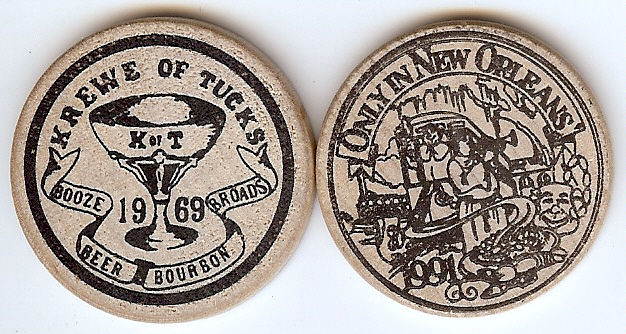 KREWE OF TUCKS
K OF T
1969
BOOZE
BEER
BOURBON
BROADS
ONLY IN NEW ORLEANS
1991